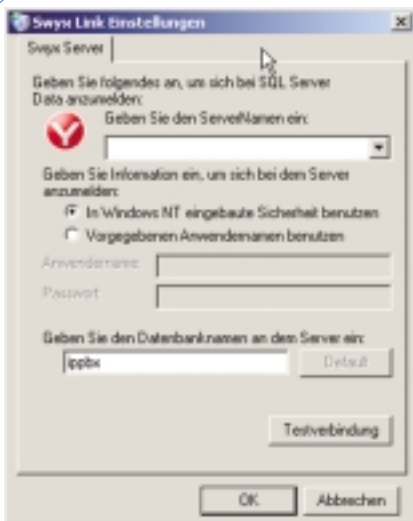 Swyx Link Einstellungen
Swyx Server
Geben Sie folgendes an, um sich bei SQL Server
Data anzumelden:
Geben Sie den ServerNamen ein:
Geben Sie Information ein, um sich bei dem Server
anzumelden:
In Windows NT eingebaute Sicherheit benutzen
Vorgegebenen Anwendernamen benutzen
Anwendername:
Passwort:
Geben Sie den Datenbanknamen an dem Server ein:
ippbx
Default
Testverbindung
OK
Abbrechen